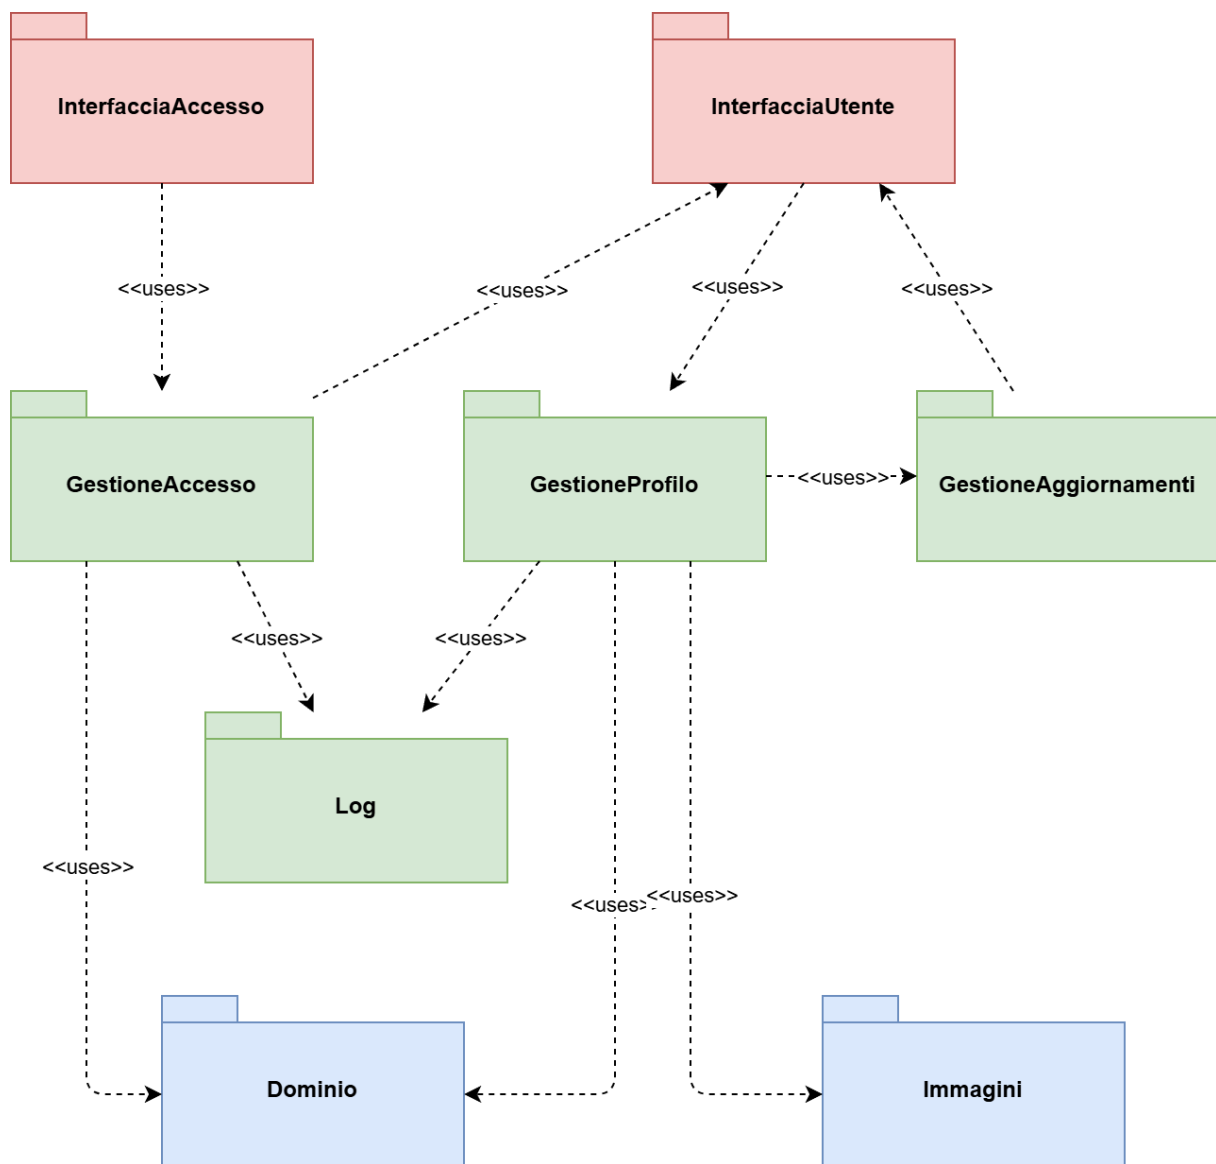 InterfacciaAccesso
InterfacciaUtente
<<uses>>
<<uses>>
<<uses>>
<<uses>>
GestioneAccesso
GestioneProfilo
<<uses>>
GestioneAggiornamenti
<<uses>>
<<uses>>
Log
<<uses>>
<<uses>>
<<uses>>
Dominio
Immagini